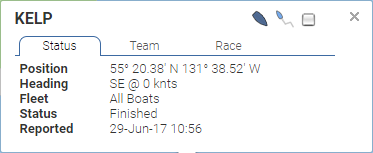 KELP
Status Team Race
Position 55° 20.38' N 131° 38.52' W
Heading SE @ 0 knts
Fleet All Boats
Status Finished
Reported 29-Jun-17 10:56